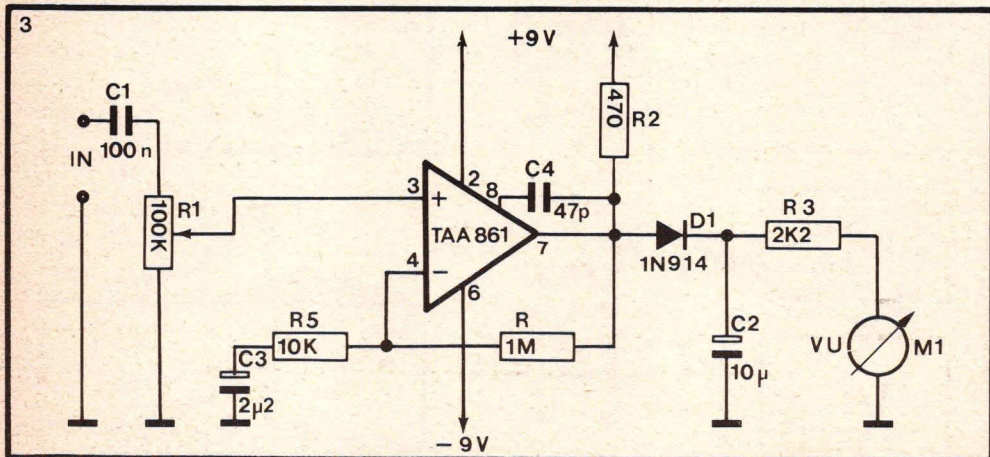 3
+9V
C1
100n
IN
R1
100K
3
+
2
8
C4
47p
470
R2
TAA 861
7
4
−
6
D1
1N914
R3
2K2
R5
10K
R
1M
C3
2µ2
C2
10µ
VU
M1
−9V